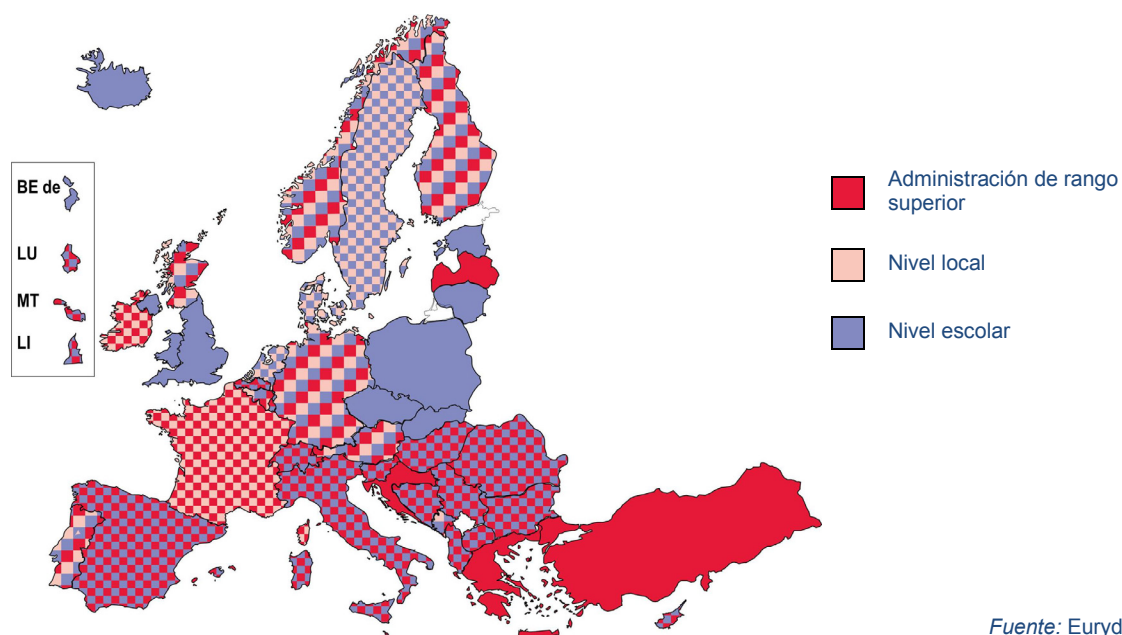 BE de
LU
MT
LI
Administración de rango
superior
Nivel local
Nivel escolar
Fuente: Euryd